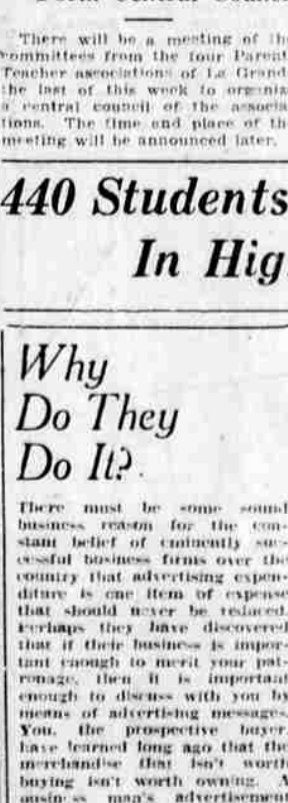 There will be a meeting of the
committees from the four Parent
Teacher associations of La Grand
the last of this week to organiz
a central council of the associa
tions. The time and place of th
meeting will be announced later.
440 Students
In Hig
Why
Do They
Do It?
There must be some sound
business reason for the con-
stant belief of eminently suc-
cessful business firms over the
country that advertising expen-
diture is one item of expense
that should never be reduced.
Perhaps they have discovered
that if their business is impor-
tant enough to merit your pat-
ronage, then it is important
enough to discuss with you by
means of advertising messages.
You, the prospective buyer,
have learned long ago that the
merchandise that isn't worth
buying isn't worth owning. A
business man's advertisement